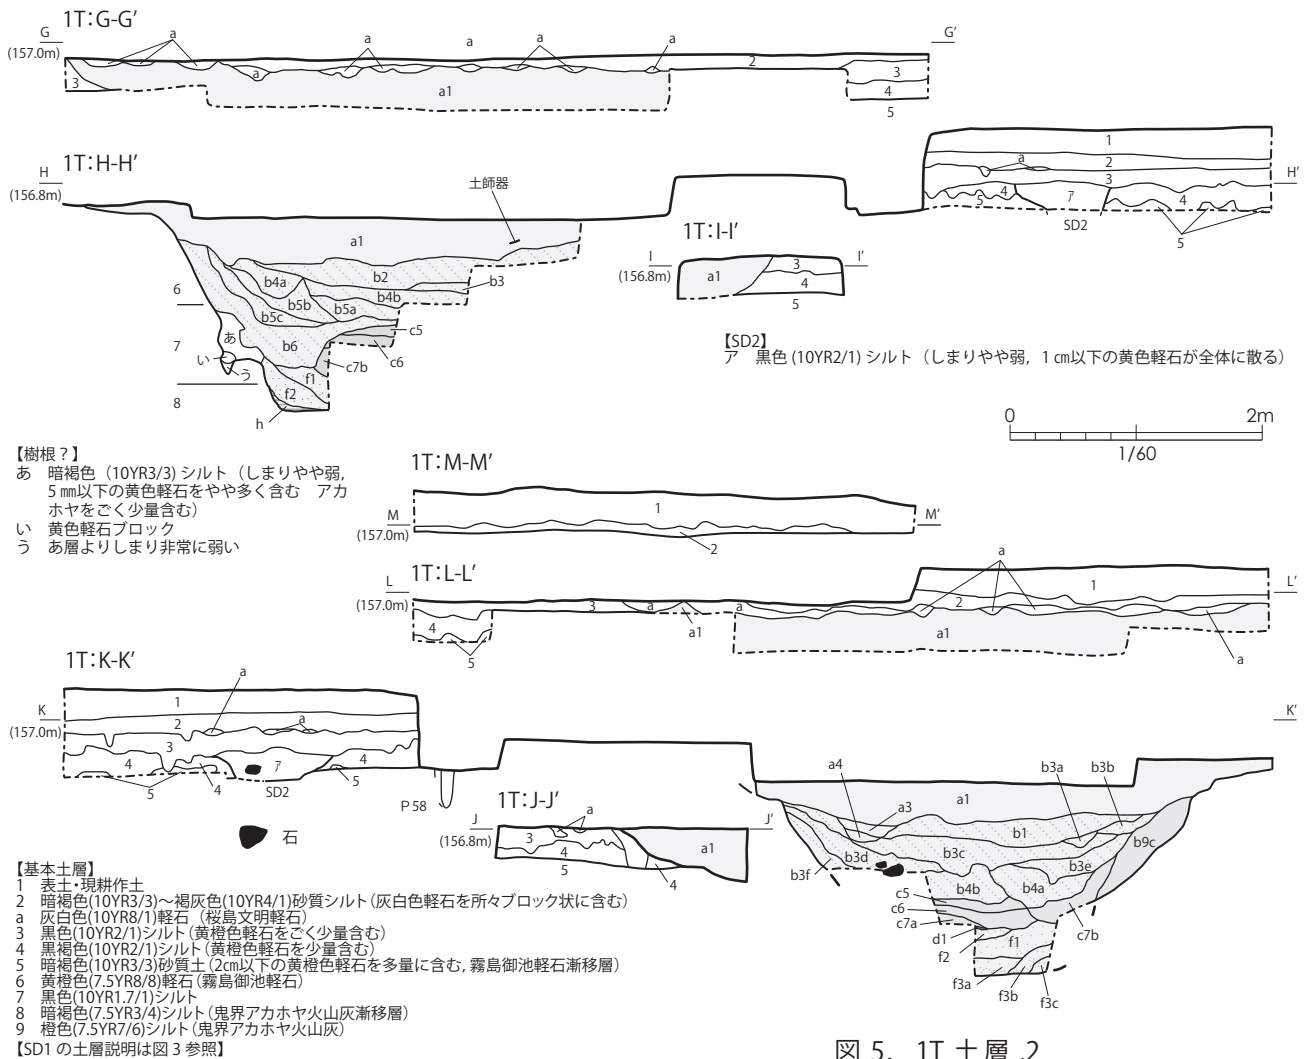 1T：G-G’
G
(157.0m)
G’
a
a
a
a
a
a
2
3
a1
3
4
5
1T：H-H’
H
(156.8m)
H’
土師器
a1
b4a
b2
b3
b4b
b5b
b5a
b5c
b6
c5
c6
c7b
f1
f2
h
6
7
8
あ
い
う
1
a
2
3
4
5
ｱ
4
SD2
5
1T：I-I’
I
(156.8m)
I’
a1
3
4
5
【SD2】
ア　黒色 (10YR2/1) シルト（しまりやや弱，1 ㎝以下の黄色軽石が全体に散る）
0
2m
1/60
【樹根？】
あ　暗褐色（10YR3/3) シルト（しまりやや弱，
5 ㎜以下の黄色軽石をやや多く含む　アカ
ホヤをごく少量含む）
い　黄色軽石ブロック
う　あ層よりしまり非常に弱い
1T：M-M’
M
(157.0m)
M’
1
2
1T：L-L’
L
(157.0m)
L’
a
1
3
a
a
2
4
a1
a1
5
a
1T：K-K’
K
(157.0m)
K’
a
1
2
a
3
4
ｱ
4
5
4
SD2
5
P 58
石
a4
a3
a1
b3a
b3b
b1
b9c
b3d
b3c
b3e
b3f
b4b
b4a
c5
c6
c7a
c7b
d1
f1
f2
f3a
f3b
f3c
1T：J-J’
J
(156.8m)
J’
a
3
4
5
4
a1
【基本土層】
1　表土・現耕作土
2　暗褐色(10YR3/3)～褐灰色(10YR4/1)砂質シルト(灰白色軽石を所々ブロック状に含む)
a　灰白色(10YR8/1)軽石（桜島文明軽石）
3　黒色(10YR2/1)シルト(黄橙色軽石をごく少量含む)
4　黒褐色(10YR2/1)シルト(黄橙色軽石を少量含む)
5　暗褐色(10YR3/3)砂質土(2㎝以下の黄橙色軽石を多量に含む, 霧島御池軽石漸移層)
6　黄橙色(7.5YR8/8)軽石(霧島御池軽石)
7　黒色(10YR1.7/1)シルト
8　暗褐色(7.5YR3/4)シルト(鬼界アカホヤ火山灰漸移層)
9　橙色(7.5YR7/6)シルト(鬼界アカホヤ火山灰)
【SD1 の土層説明は図 3 参照】
図 5．1T 土 層 .2